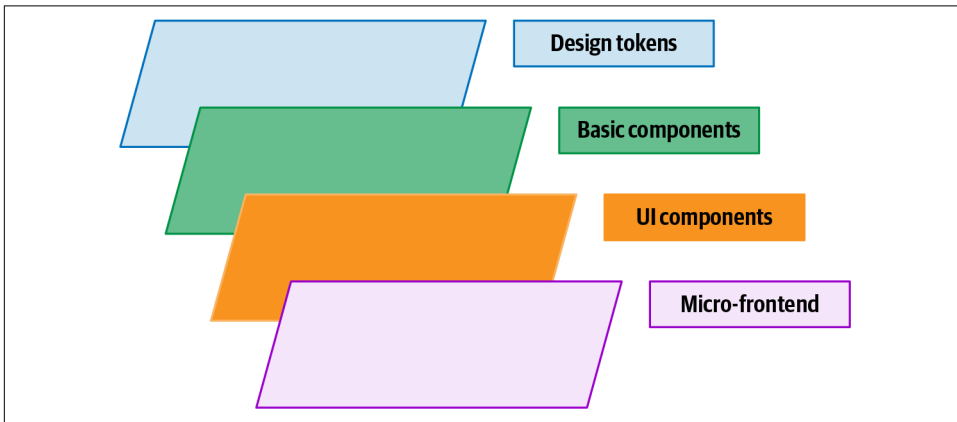 Design tokens
Basic components
UI components
Micro-frontend